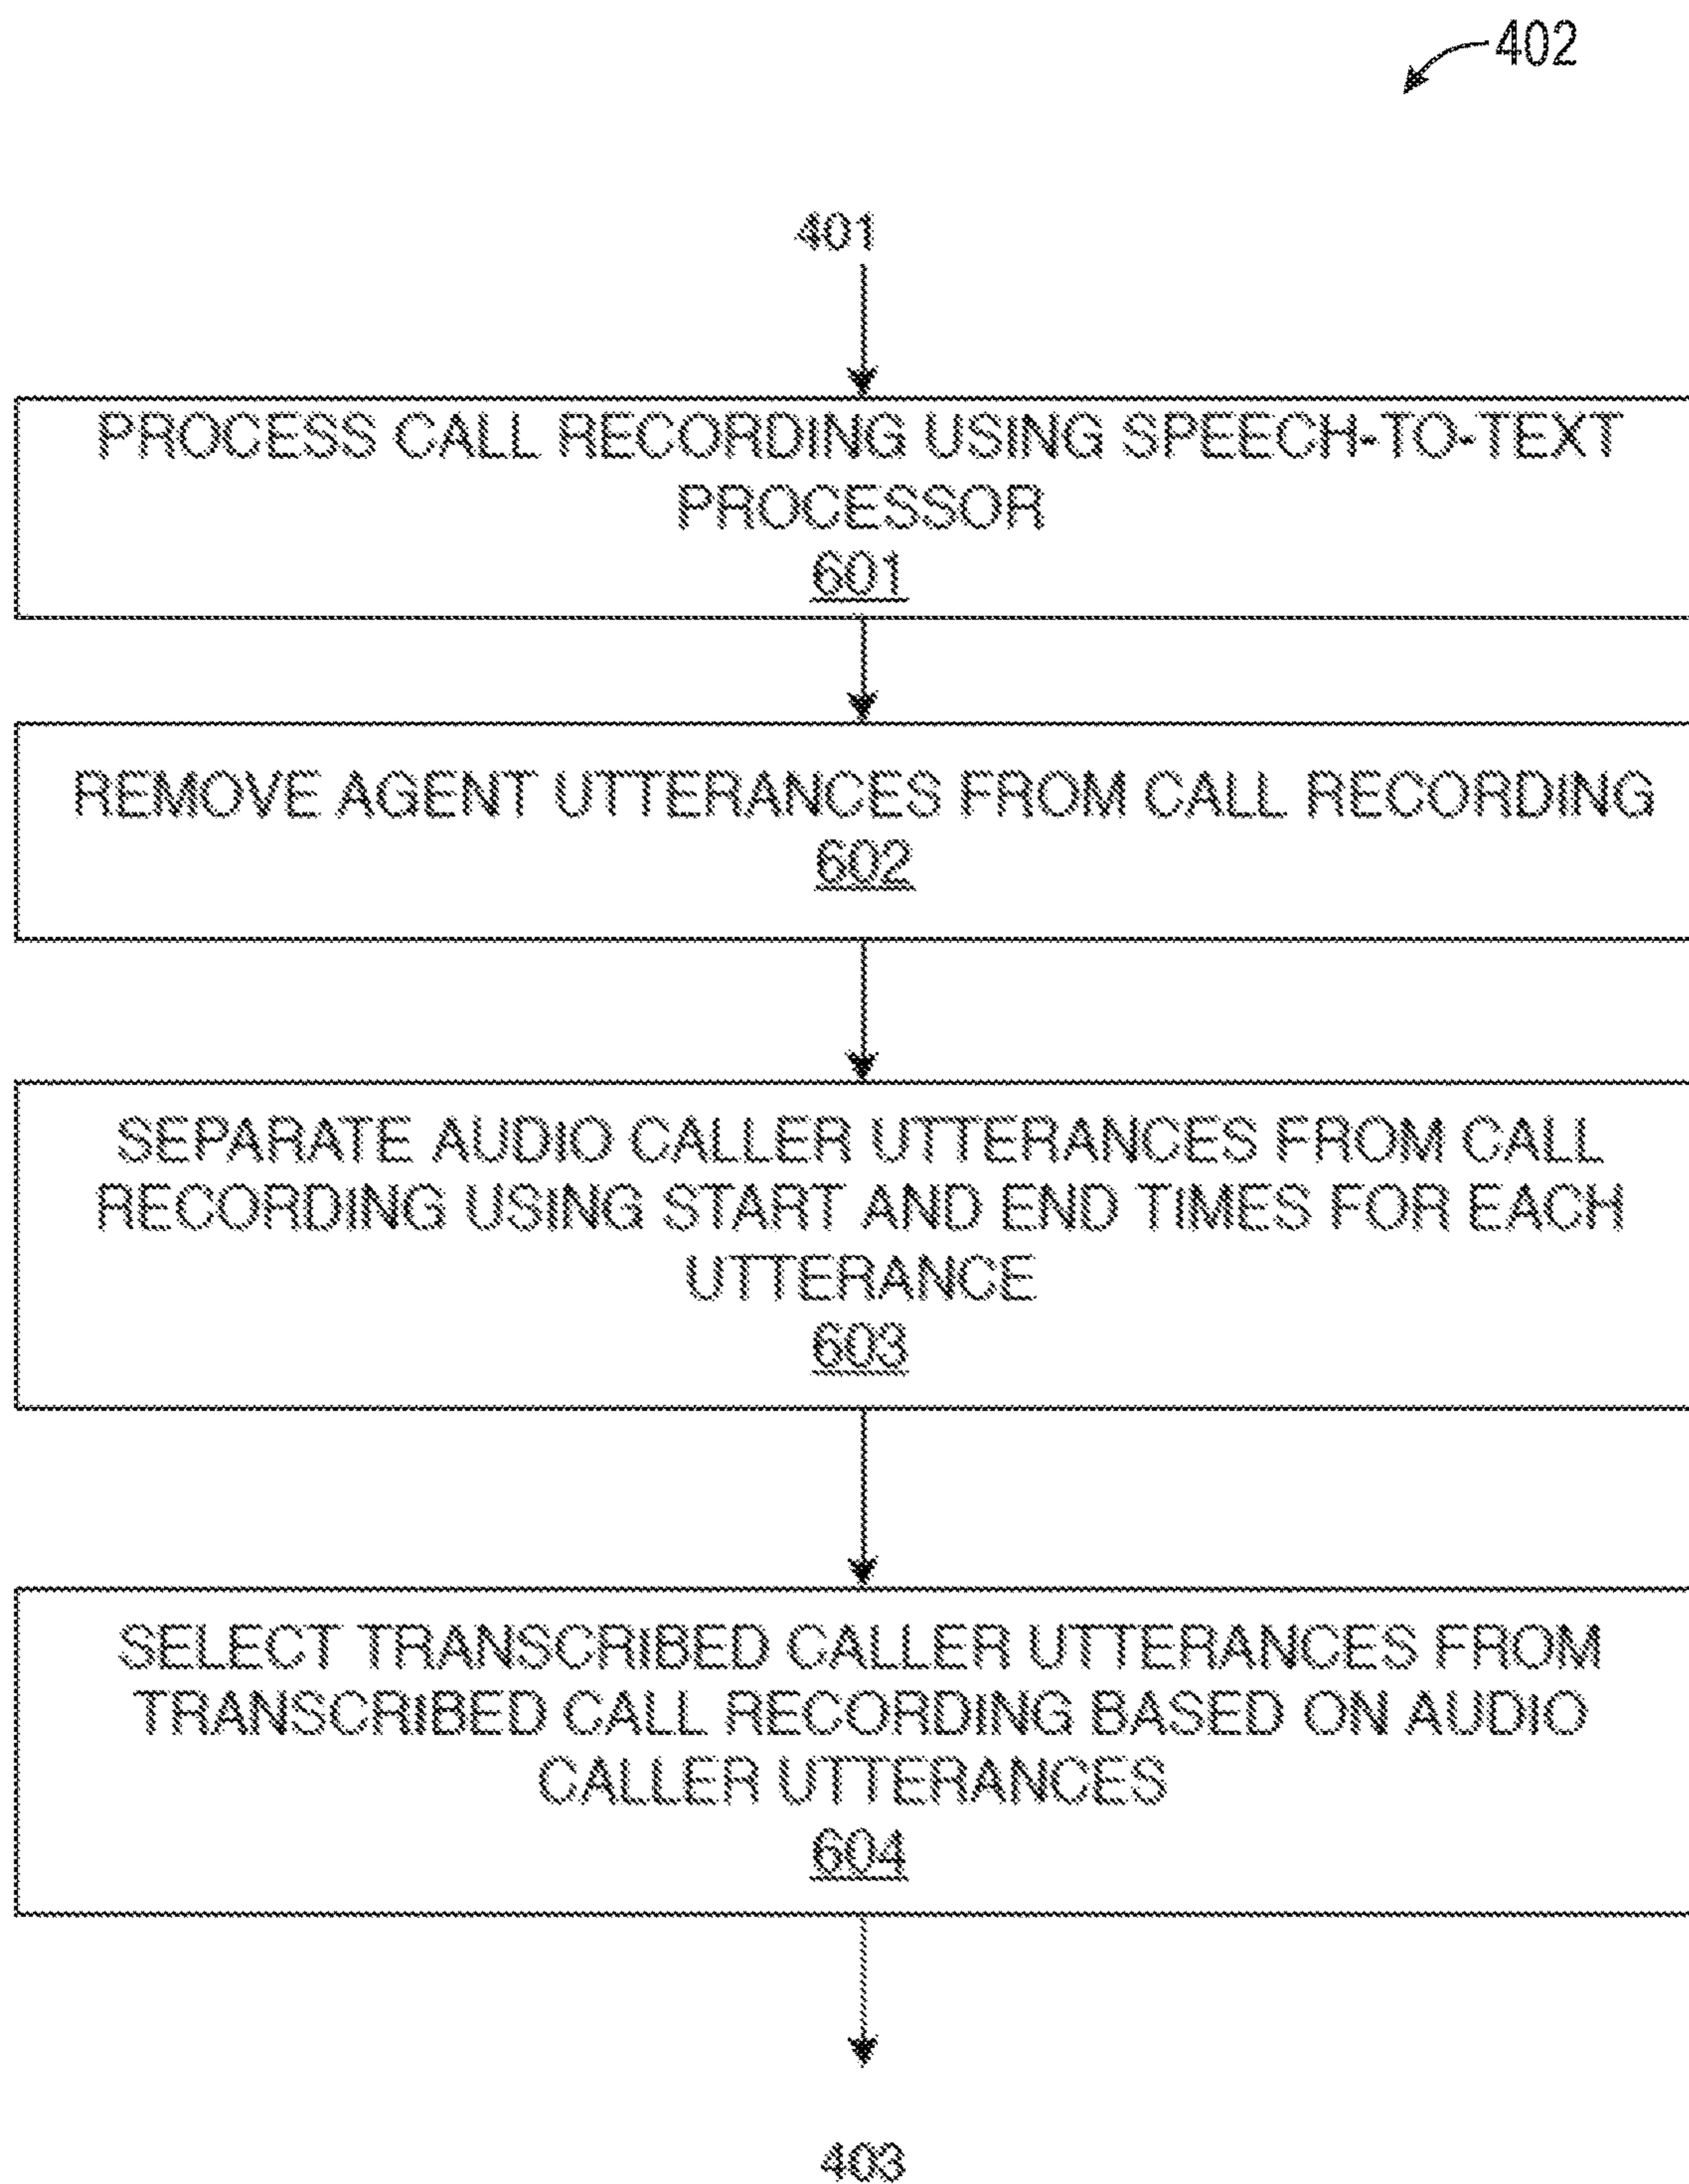 402
401
PROCESS CALL RECORDING USING SPEECH-TO-TEXT
PROCESSOR
601
REMOVE AGENT UTTERANCES FROM CALL RECORDING
602
SEPARATE AUDIO CALLER UTTERANCES FROM CALL
RECORDING USING START AND END TIMES FOR EACH
UTTERANCE
603
SELECT TRANSCRIBED CALLER UTTERANCES FROM
TRANSCRIBED CALL RECORDING BASED ON AUDIO
CALLER UTTERANCES
604
403